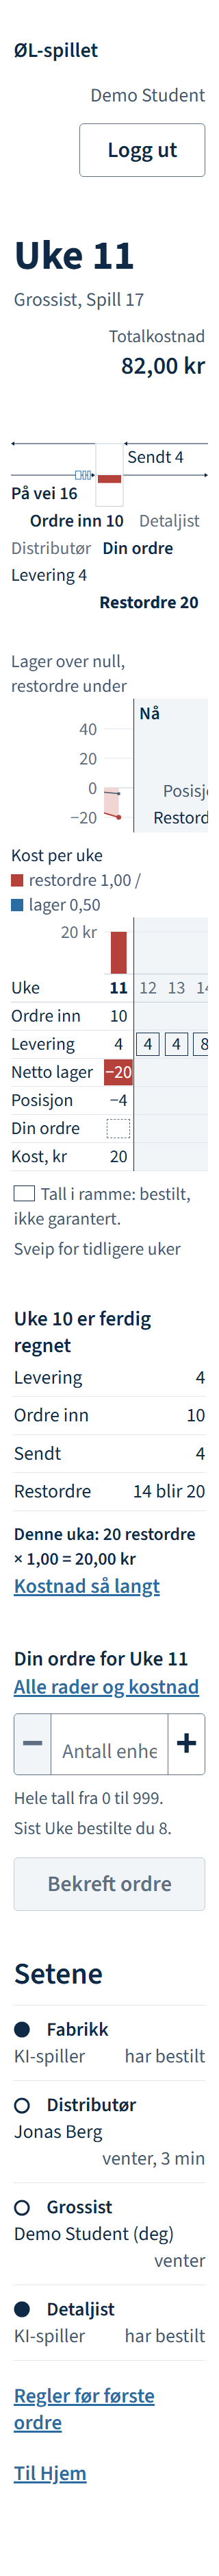 ØL-spillet
Demo Student
Logg ut
Uke 11
Grossist, Spill 17
Totalkostnad
82,00 kr
Sendt 4
På vei 16
Ordre inn 10 Detaljist
Distributør Din ordre
Levering 4
Restordre 20
Lager over null,
restordre under
Nå
40
20
0
Posisj
−20
Restord
Kost per uke
restordre 1,00 /
lager 0,50
20 kr
Uke 11 12 13 14
Ordre inn 10
Levering 4 4 4 8
Netto lager −20
Posisjon −4
Din ordre
Kost, kr 20
Tall i ramme: bestilt,
ikke garantert.
Sveip for tidligere uker
Uke 10 er ferdig
regnet
Levering 4
Ordre inn 10
Sendt 4
Restordre 14 blir 20
Denne uka: 20 restordre
× 1,00 = 20,00 kr
Kostnad så langt
Din ordre for Uke 11
Alle rader og kostnad
− Antall enhe +
Hele tall fra 0 til 999.
Sist Uke bestilte du 8.
Bekreft ordre
Setene
Fabrikk
KI-spiller har bestilt
Distributør
Jonas Berg
venter, 3 min
Grossist
Demo Student (deg)
venter
Detaljist
KI-spiller har bestilt
Regler før første
ordre
Til Hjem